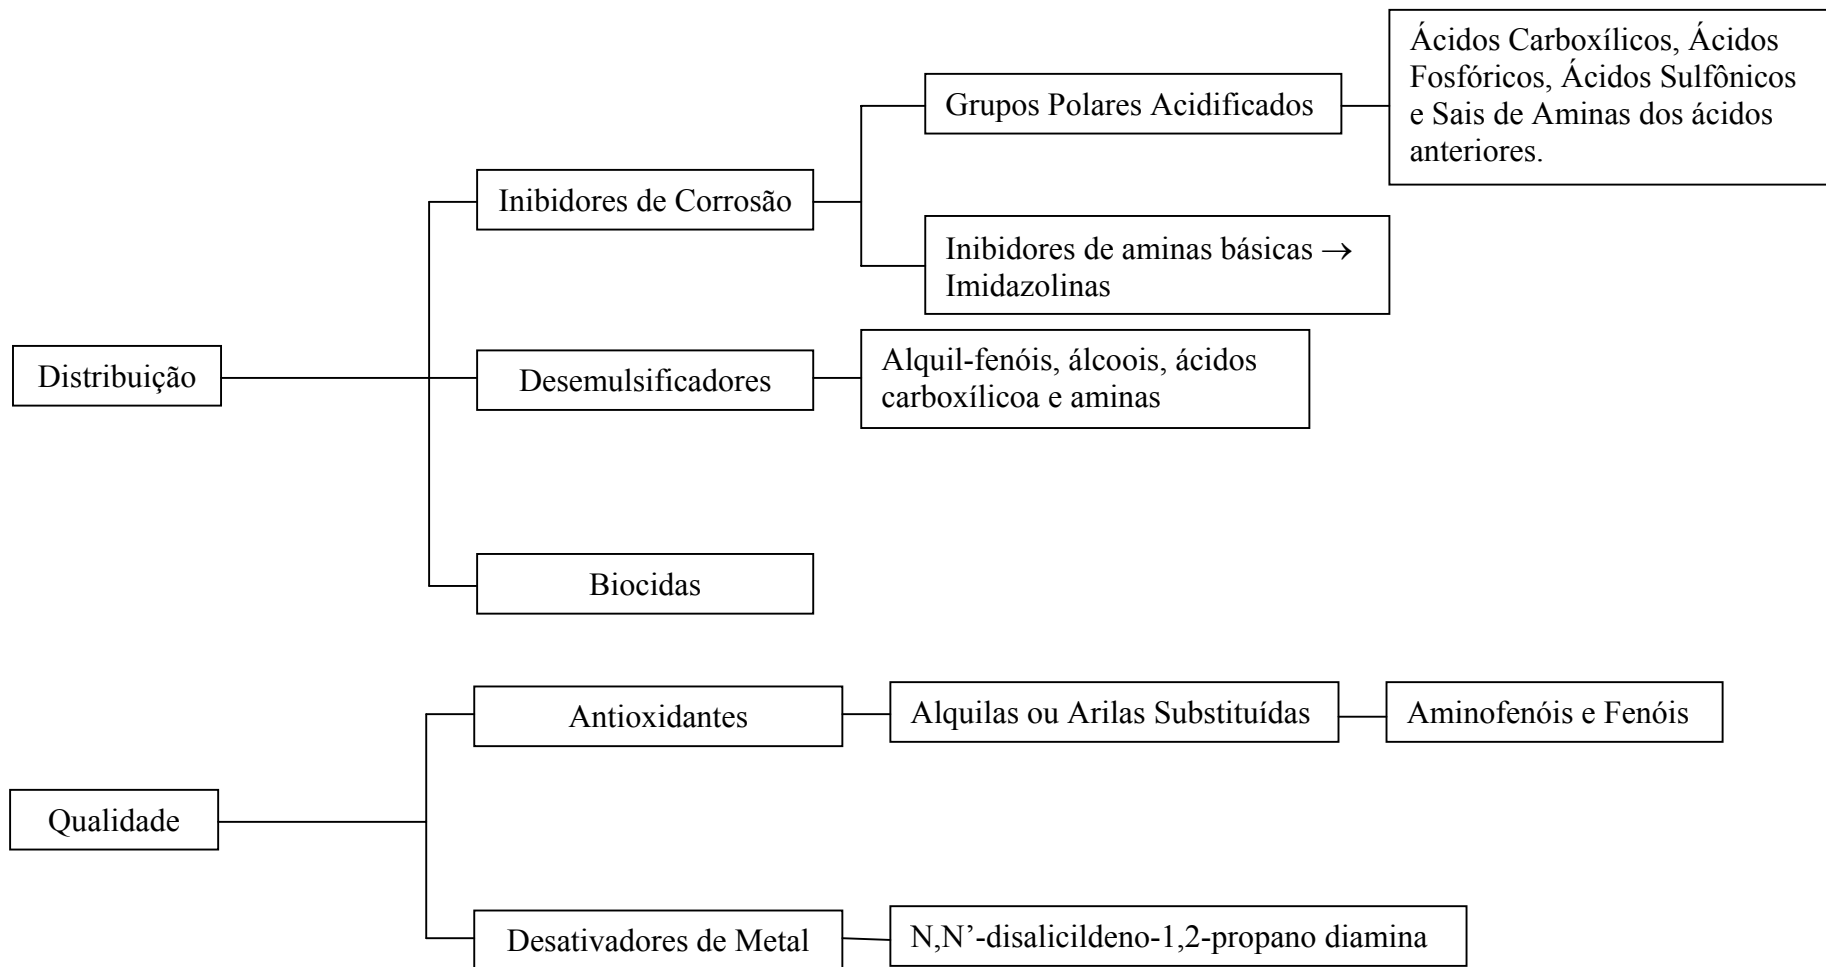 Ácidos Carboxílicos, Ácidos
Fosfóricos, Ácidos Sulfônicos
e Sais de Aminas dos ácidos
anteriores.
Grupos Polares Acidificados
Inibidores de Corrosão
Inibidores de aminas básicas →
Imidazolinas
Distribuição
Desemulsificadores
Alquil-fenóis, álcoois, ácidos
carboxílicoa e aminas
Biocidas
Antioxidantes
Alquilas ou Arilas Substituídas
Aminofenóis e Fenóis
Qualidade
Desativadores de Metal
N,N’-disalicildeno-1,2-propano diamina